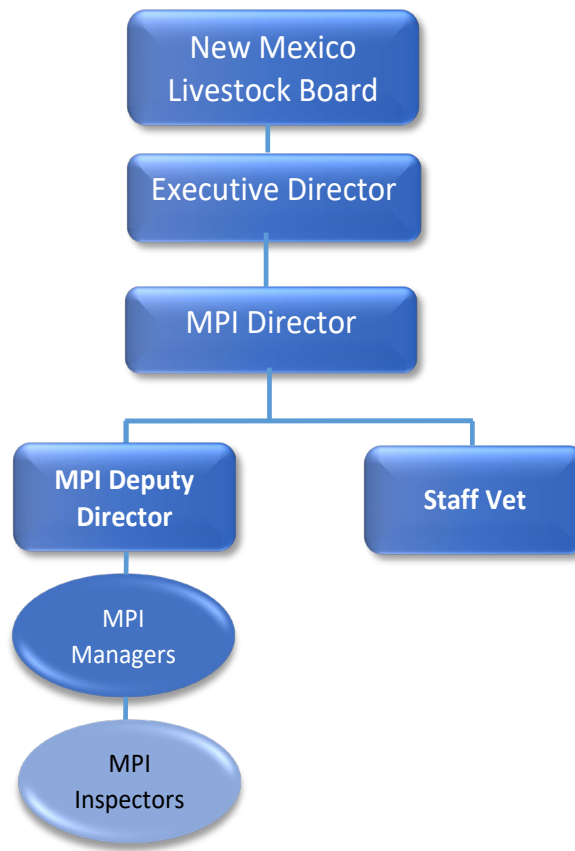 New Mexico
Livestock Board
Executive Director
MPI Director
MPI Deputy
Director
Staff Vet
MPI
Managers
MPI
Inspectors